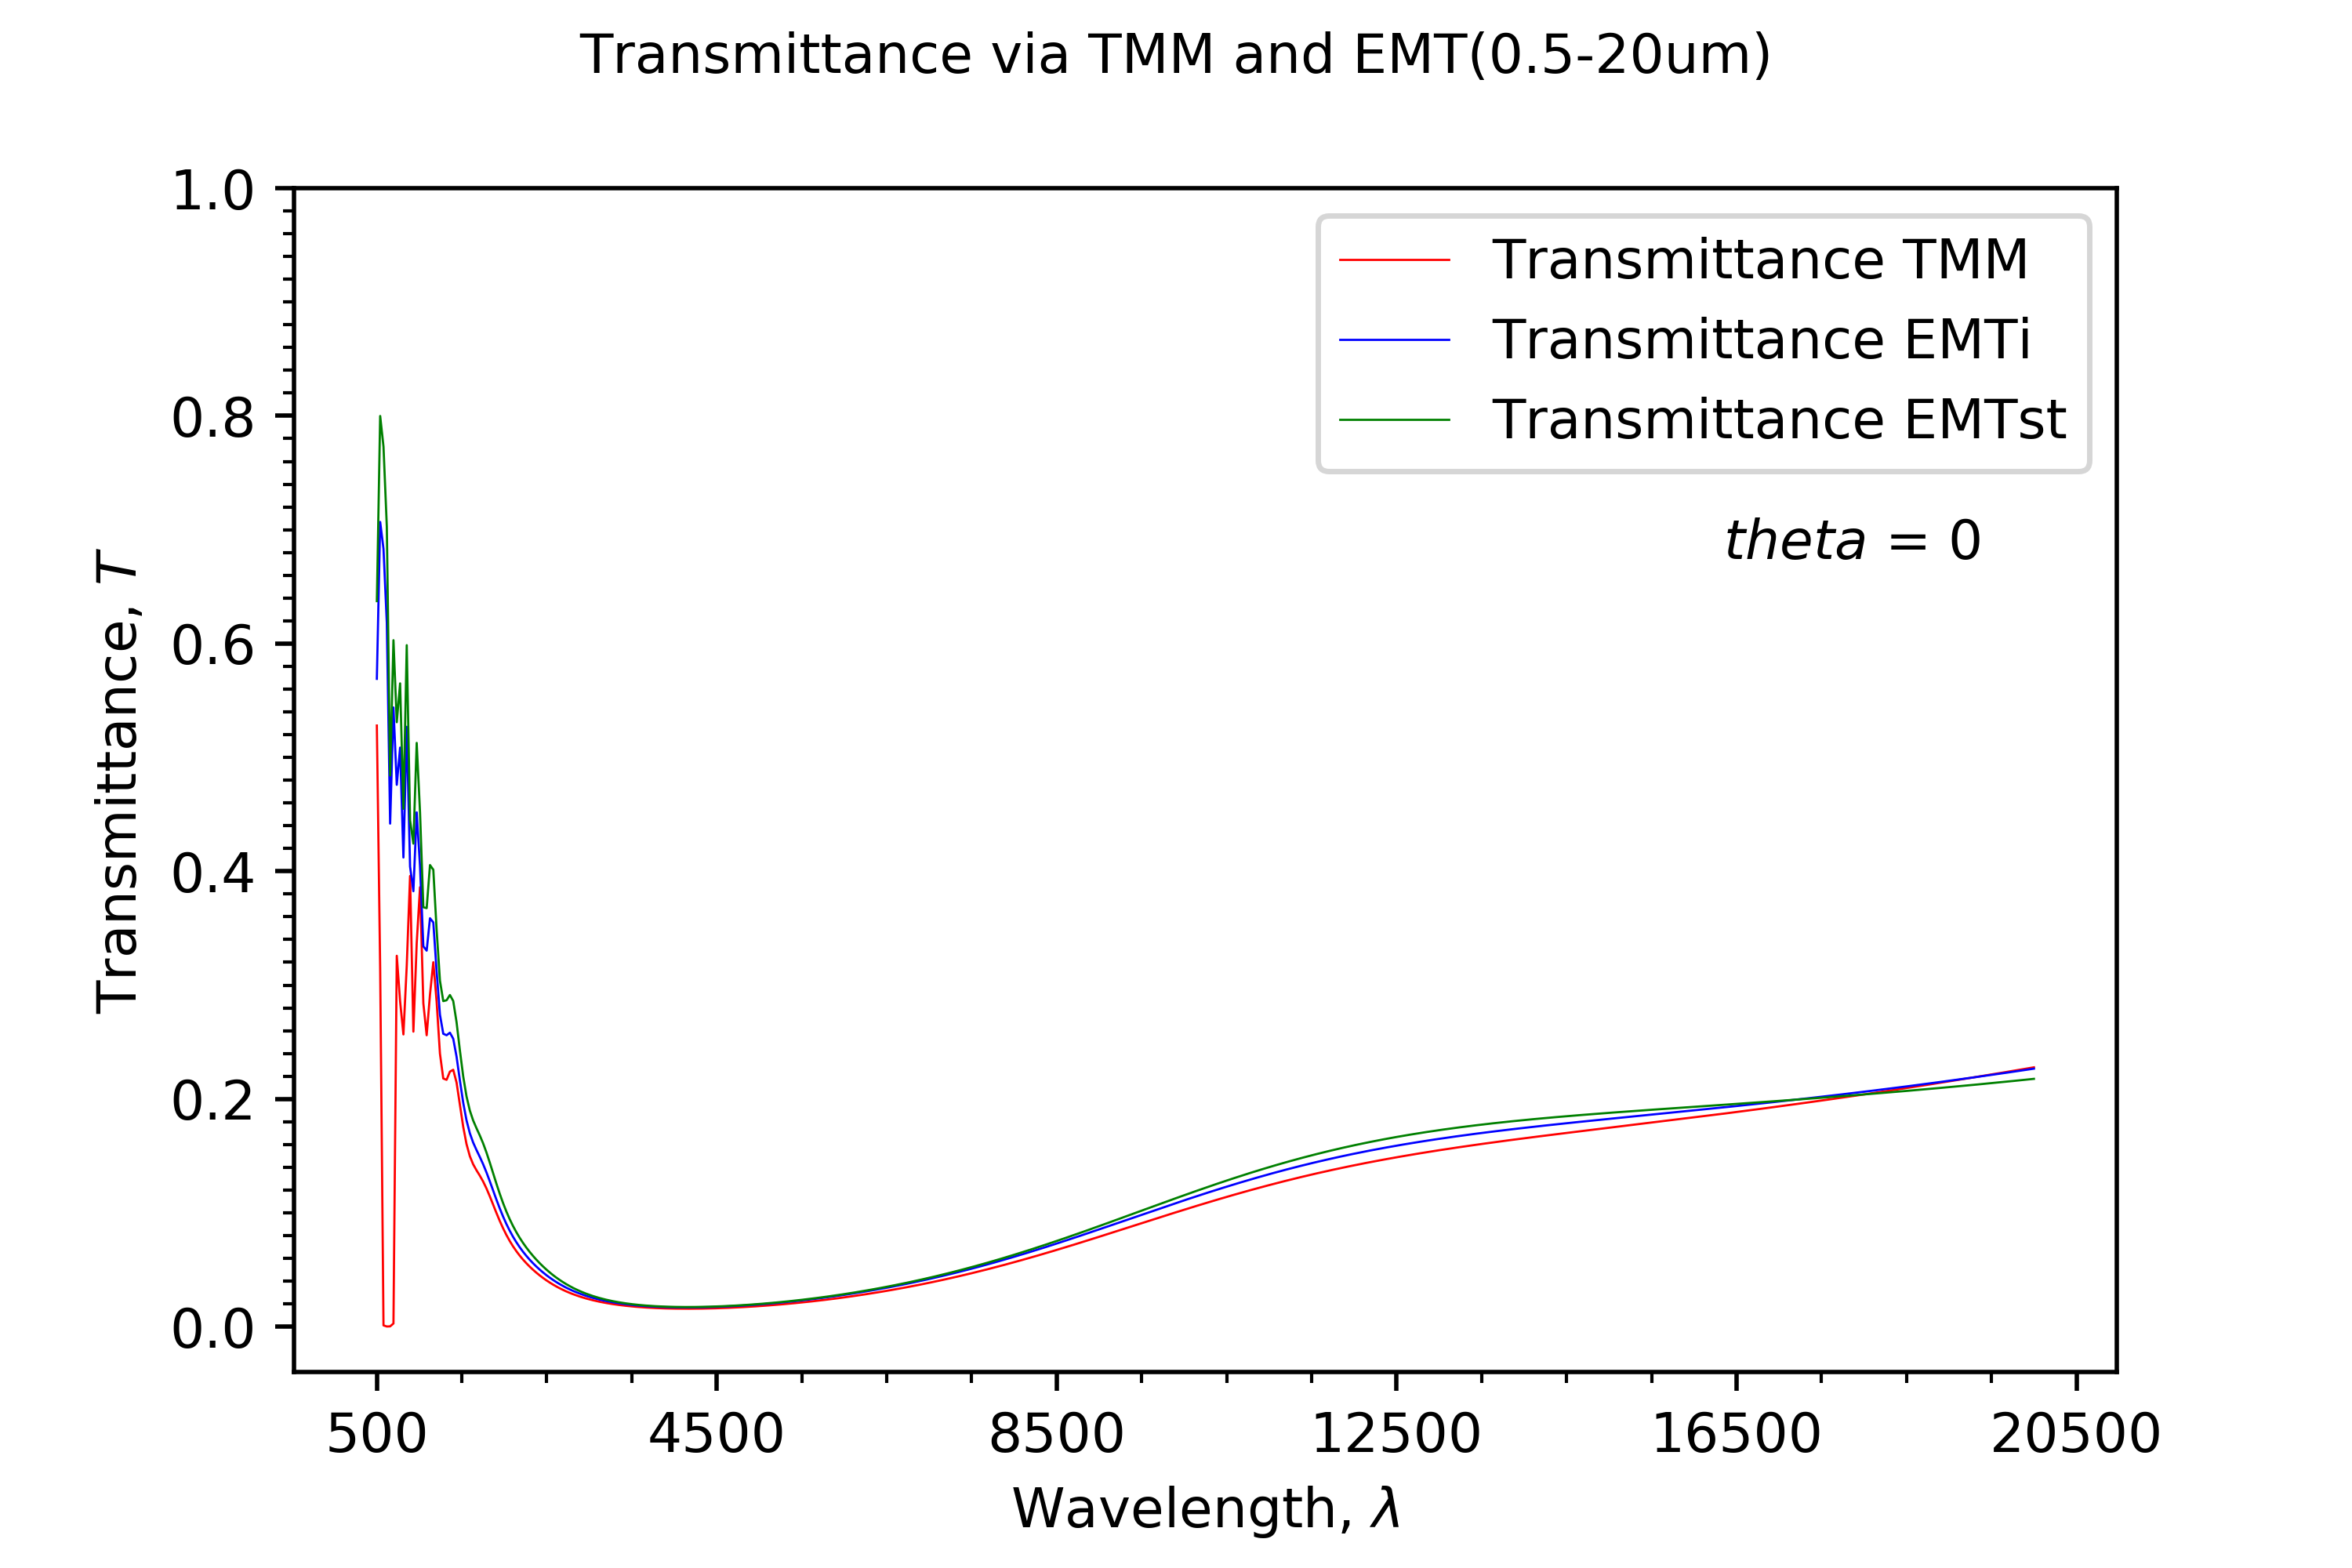 Transmittance via TMM and EMT(0.5-20um)
1.0
0.8
0.6
0.4
0.2
0.0
Transmittance, T
Transmittance TMM
Transmittance EMTi
Transmittance EMTst
theta = 0
500 4500 8500 12500 16500 20500
Wavelength, λ